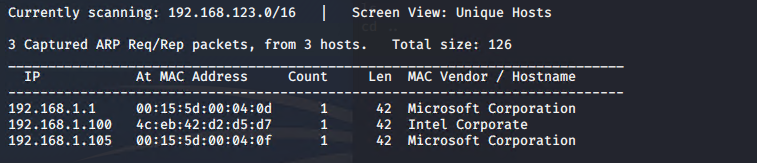 Currently scanning: 192.168.123.0/16   |   Screen View: Unique Hosts
3 Captured ARP Req/Rep packets, from 3 hosts.   Total size: 126
_____________________________________________________________________________
  IP            At MAC Address     Count     Len  MAC Vendor / Hostname
-----------------------------------------------------------------------------
192.168.1.1     00:15:5d:00:04:0d      1      42  Microsoft Corporation
192.168.1.100   4c:eb:42:d2:d5:d7      1      42  Intel Corporate
192.168.1.105   00:15:5d:00:04:0f      1      42  Microsoft Corporation